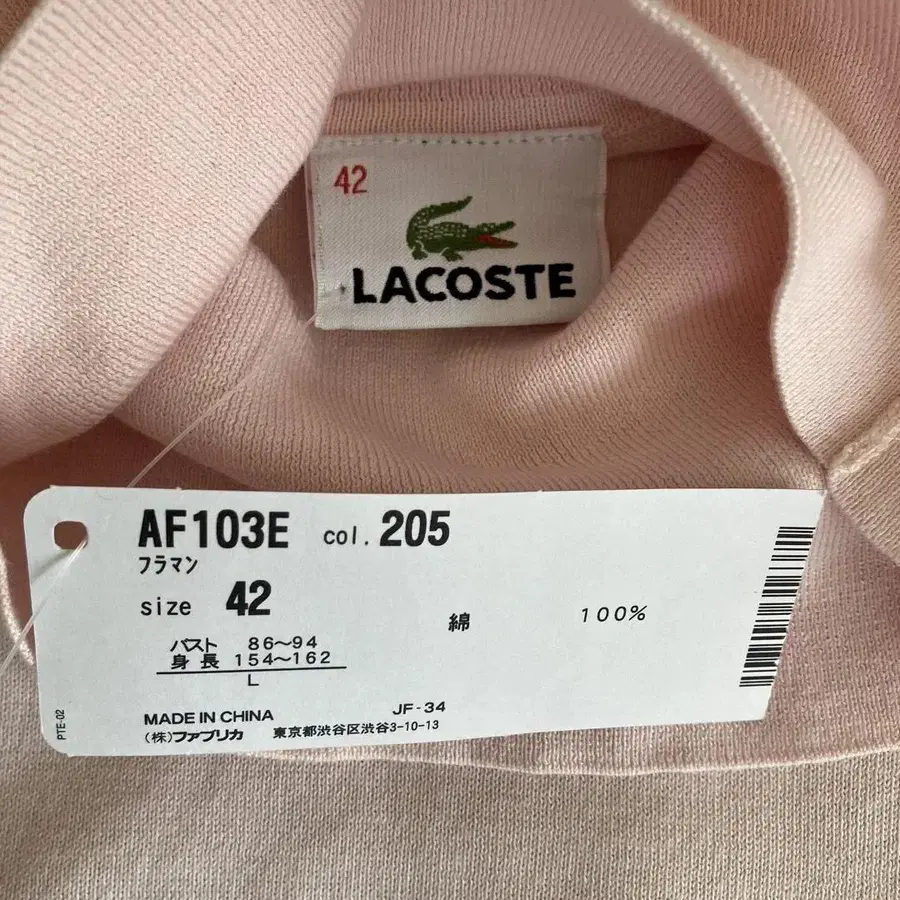 42
LACOSTE
AF103E col. 205
フラマン
size 42
綿 100%
バスト 86～94
身長 154～162
L
JF-34
MADE IN CHINA
(株)ファブリカ 東京都渋谷区渋谷3-10-13
PTE-02